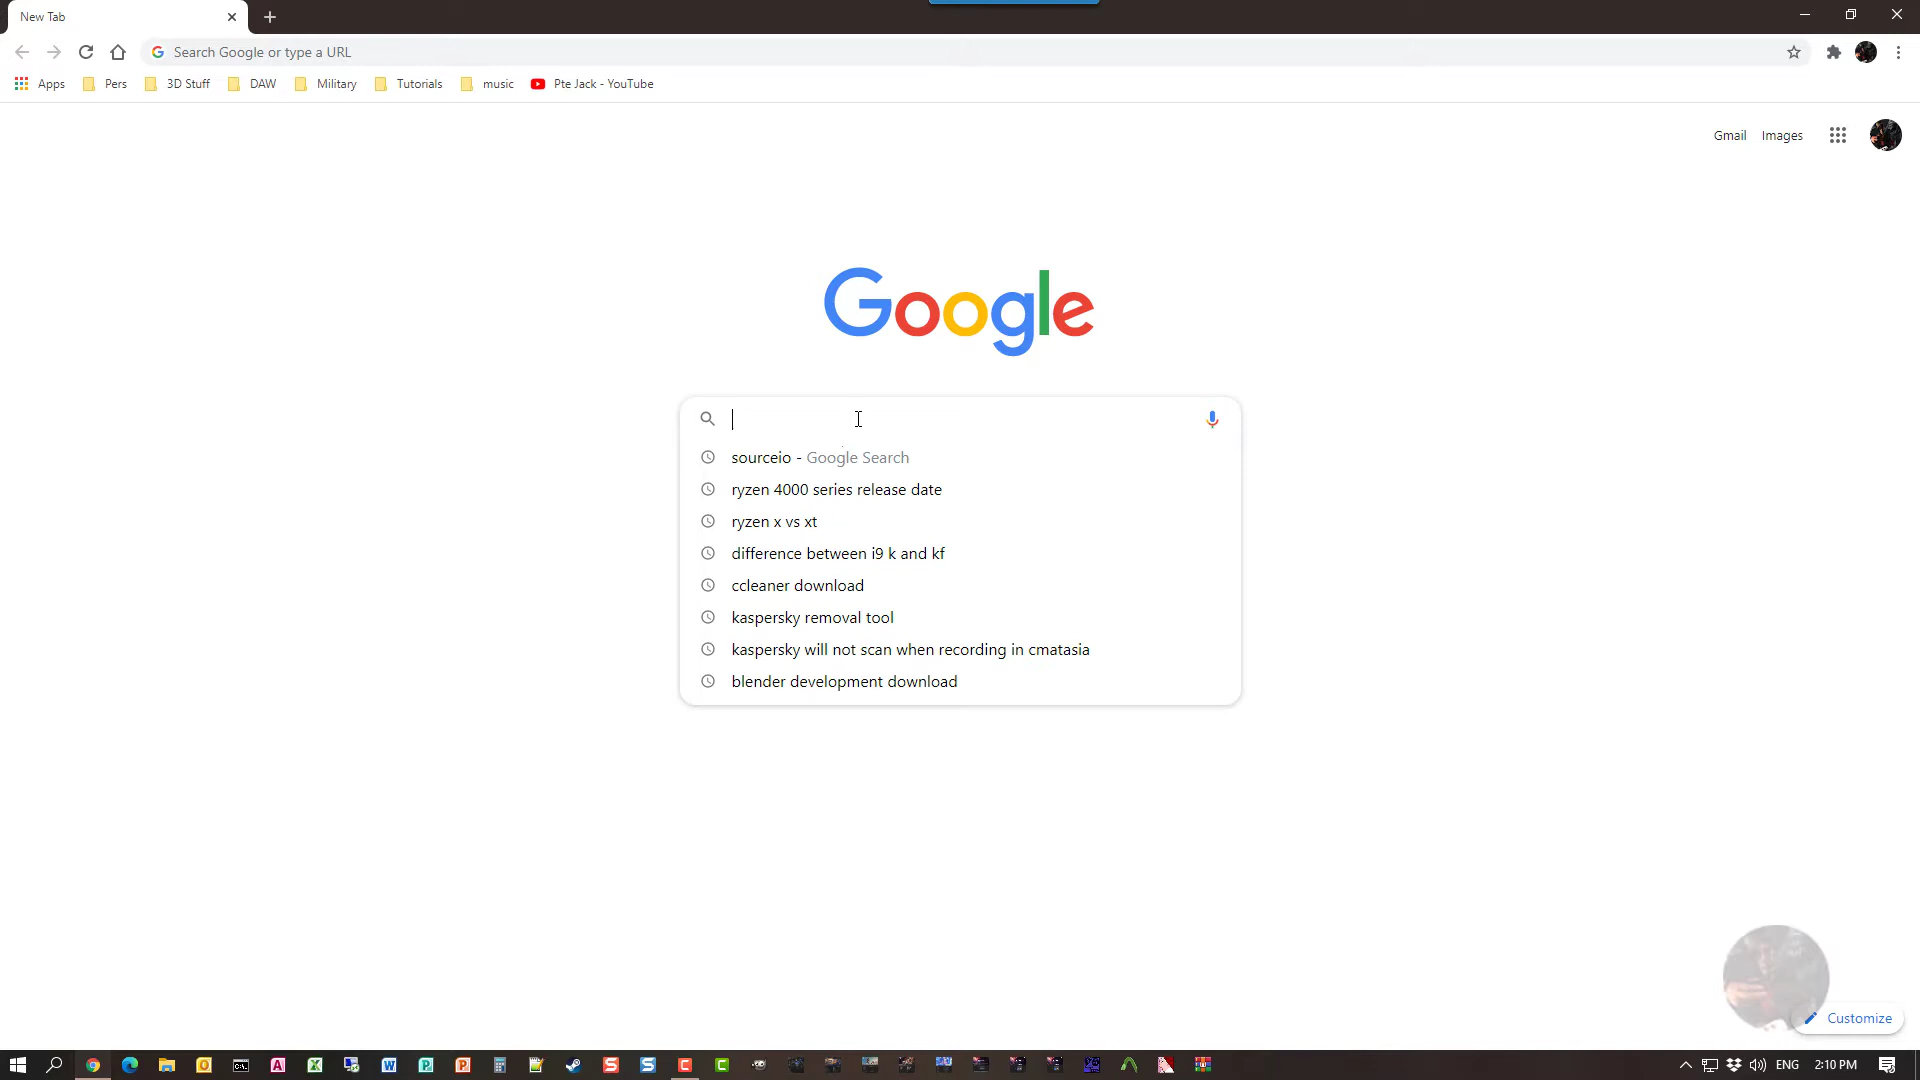 New Tab
Search Google or type a URL
Apps Pers 3D Stuff DAW Military Tutorials music Pte Jack - YouTube
Gmail Images
Google
sourceio - Google Search
ryzen 4000 series release date
ryzen x vs xt
difference between i9 k and kf
ccleaner download
kaspersky removal tool
kaspersky will not scan when recording in cmatasia
blender development download
Customize
ENG 2:10 PM